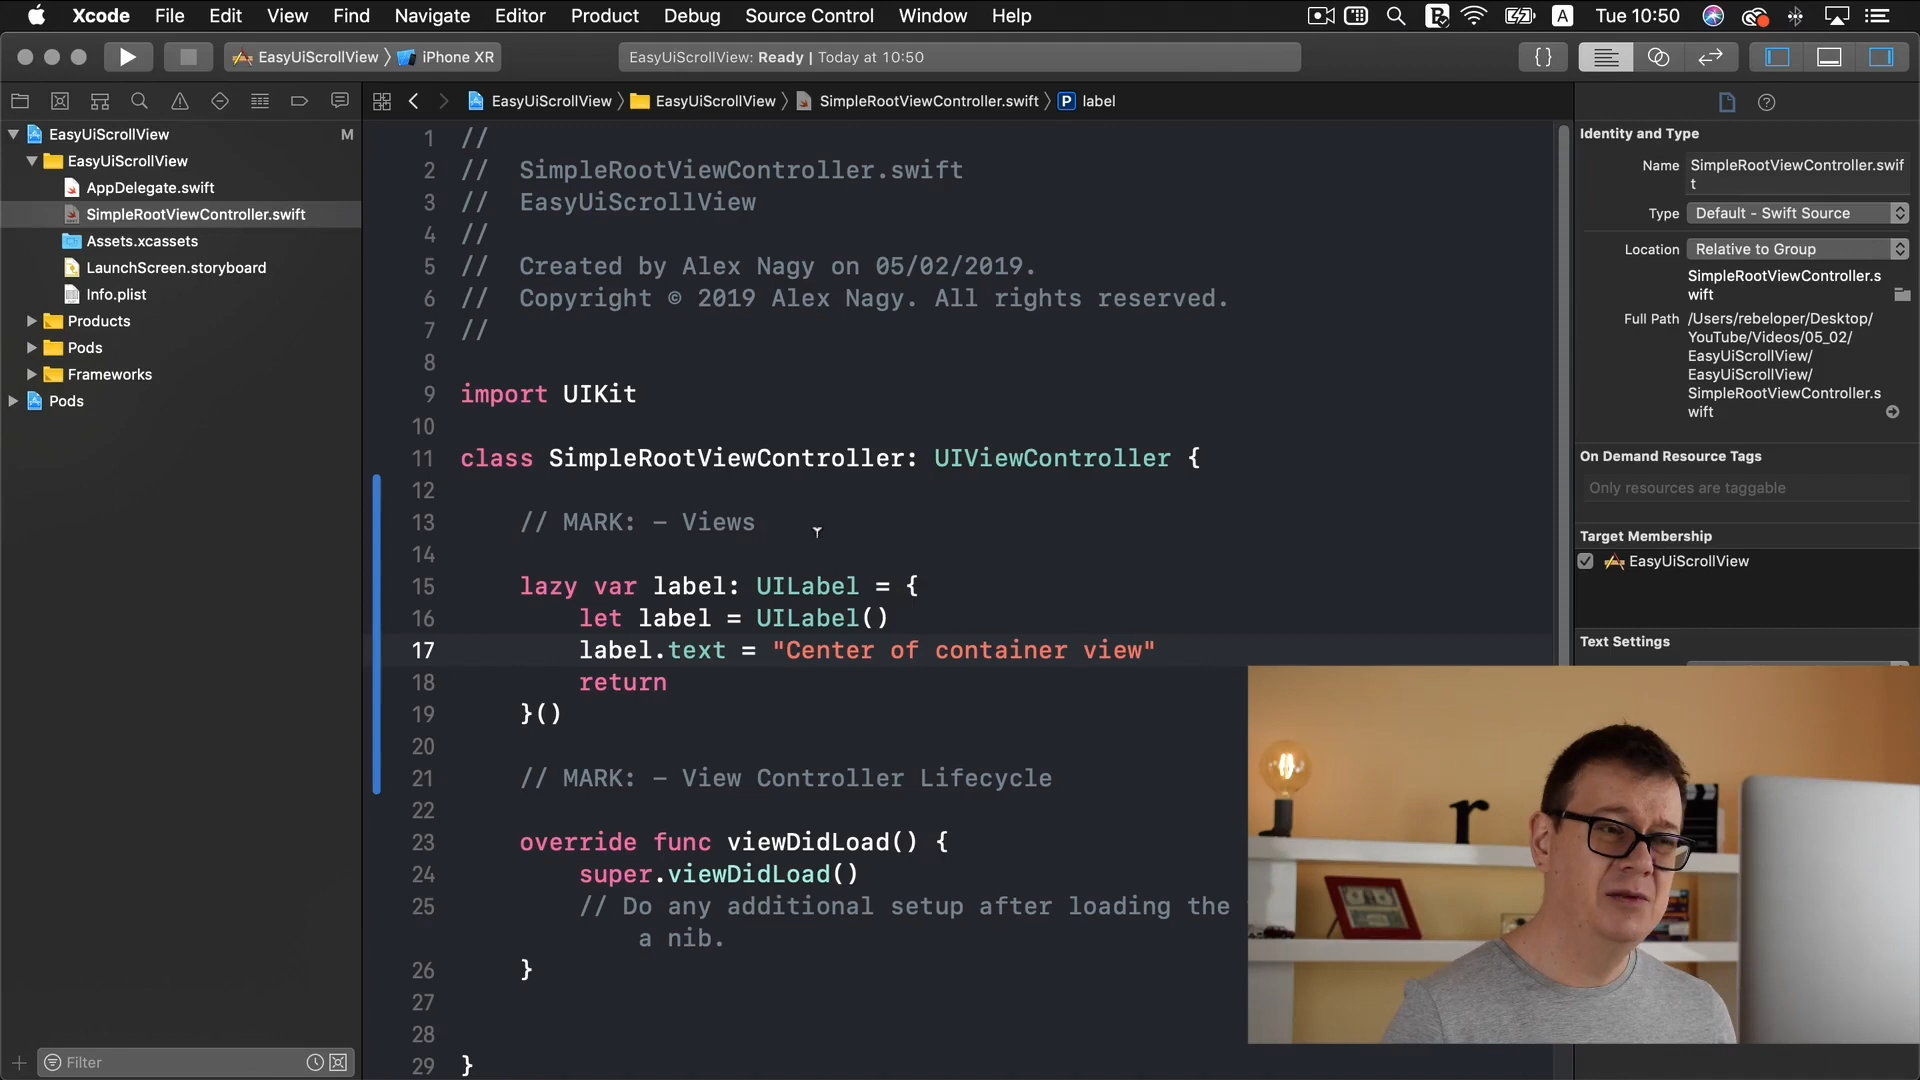 Xcode File Edit View Find Navigate Editor Product Debug Source Control Window Help A Tue 10:50
EasyUiScrollView iPhone XR
EasyUiScrollView: Ready | Today at 10:50
{ }
EasyUiScrollView EasyUiScrollView SimpleRootViewController.swift P label
EasyUiScrollView M
EasyUiScrollView
AppDelegate.swift
SimpleRootViewController.swift
Assets.xcassets
LaunchScreen.storyboard
Info.plist
Products
Pods
Frameworks
Pods
Filter
1 //
2 // SimpleRootViewController.swift
3 // EasyUiScrollView
4 //
5 // Created by Alex Nagy on 05/02/2019.
6 // Copyright © 2019 Alex Nagy. All rights reserved.
7 //
8
9 import UIKit
10
11 class SimpleRootViewController: UIViewController {
12
13 // MARK: - Views
14
15 lazy var label: UILabel = {
16 let label = UILabel()
17 label.text = "Center of container view"
18 return
19 }()
20
21 // MARK: - View Controller Lifecycle
22
23 override func viewDidLoad() {
24 super.viewDidLoad()
25 // Do any additional setup after loading the
a nib.
26 }
27
28
29 }
Identity and Type
Name SimpleRootViewController.swif
t
Type Default - Swift Source
Location Relative to Group
SimpleRootViewController.s
wift
Full Path /Users/rebeloper/Desktop/
YouTube/Videos/05_02/
EasyUiScrollView/
EasyUiScrollView/
SimpleRootViewController.s
wift
On Demand Resource Tags
Only resources are taggable
Target Membership
EasyUiScrollView
Text Settings
r